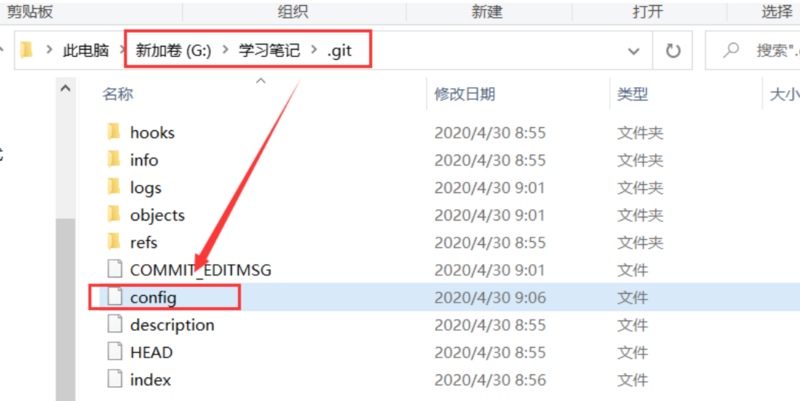 剪贴板 组织 新建 打开 选择
此电脑 新加卷 (G:) 学习笔记 .git 搜索".
名称 修改日期 类型 大小
hooks 2020/4/30 8:55 文件夹
info 2020/4/30 8:55 文件夹
logs 2020/4/30 9:01 文件夹
objects 2020/4/30 9:01 文件夹
refs 2020/4/30 8:55 文件夹
COMMIT_EDITMSG 2020/4/30 9:01 文件
config 2020/4/30 9:06 文件
description 2020/4/30 8:55 文件
HEAD 2020/4/30 8:55 文件
index 2020/4/30 8:56 文件